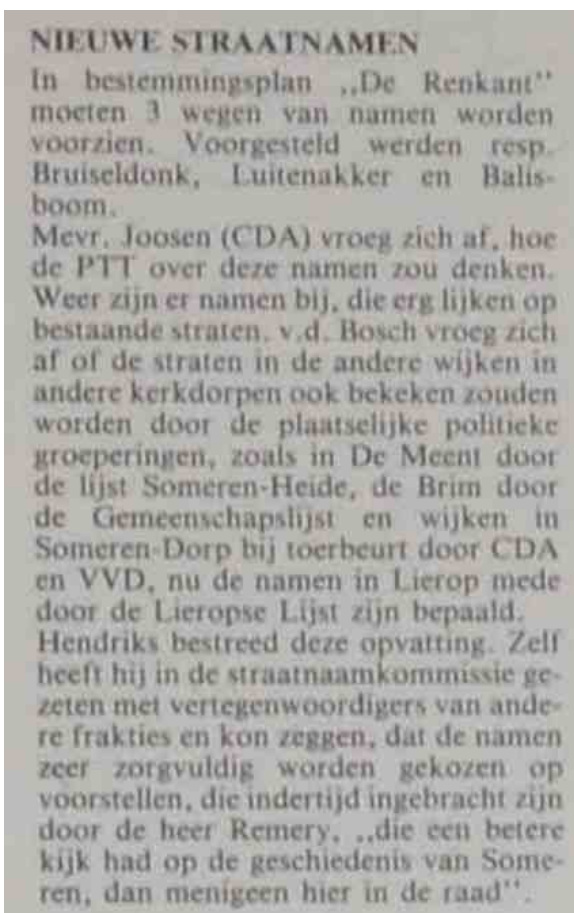 NIEUWE STRAATNAMEN
In bestemmingsplan ,,De Renkant"
moeten 3 wegen van namen worden
voorzien. Voorgesteld werden resp.
Bruiseldonk, Luitenakker en Balis-
boom.
Mevr. Joosen (CDA) vroeg zich af, hoe
de PTT over deze namen zou denken.
Weer zijn er namen bij, die erg lijken op
bestaande straten. v.d. Bosch vroeg zich
af of de straten in de andere wijken in
andere kerkdorpen ook bekeken zouden
worden door de plaatselijke politieke
groeperingen, zoals in De Meent door
de lijst Someren-Heide, de Brim door
de Gemeenschapslijst en wijken in
Someren-Dorp bij toerbeurt door CDA
en VVD, nu de namen in Lierop mede
door de Lieropse Lijst zijn bepaald.
Hendriks bestreed deze opvatting. Zelf
heeft hij in de straatnaamkommissie ge-
zeten met vertegenwoordigers van ande-
re frakties en kon zeggen, dat de namen
zeer zorgvuldig worden gekozen op
voorstellen, die indertijd ingebracht zijn
door de heer Remery, ,,die een betere
kijk had op de geschiedenis van Some-
ren, dan menigeen hier in de raad".